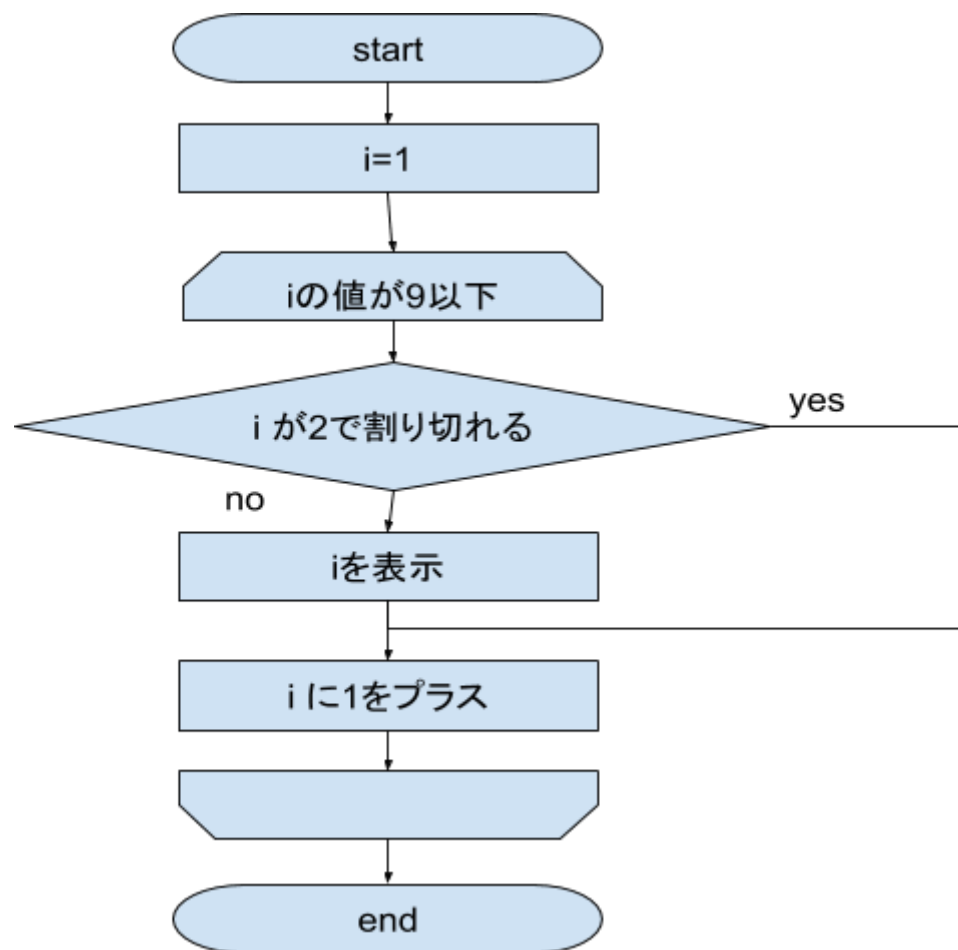 start
i=1
iの値が9以下
i が2で割り切れる
yes
no
iを表示
i に1をプラス
end